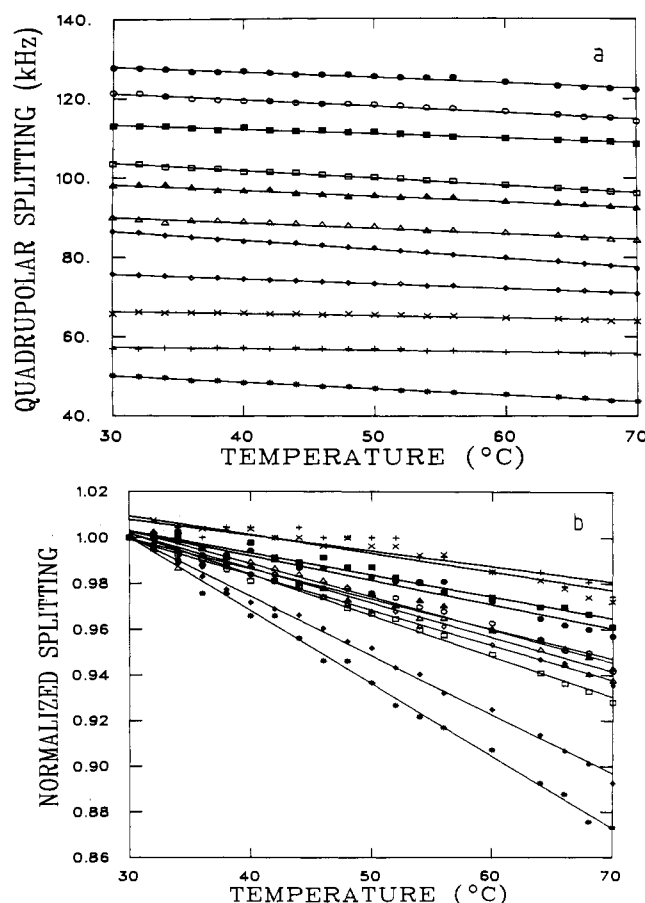 140.
120.
100.
80.
60.
40.
QUADRUPOLAR SPLITTING (kHz)
a
30 40 50 60 70
TEMPERATURE (°C)
1.02
1.00
0.98
0.96
0.94
0.92
0.90
0.88
0.86
NORMALIZED SPLITTING
b
30 40 50 60 70
TEMPERATURE (°C)